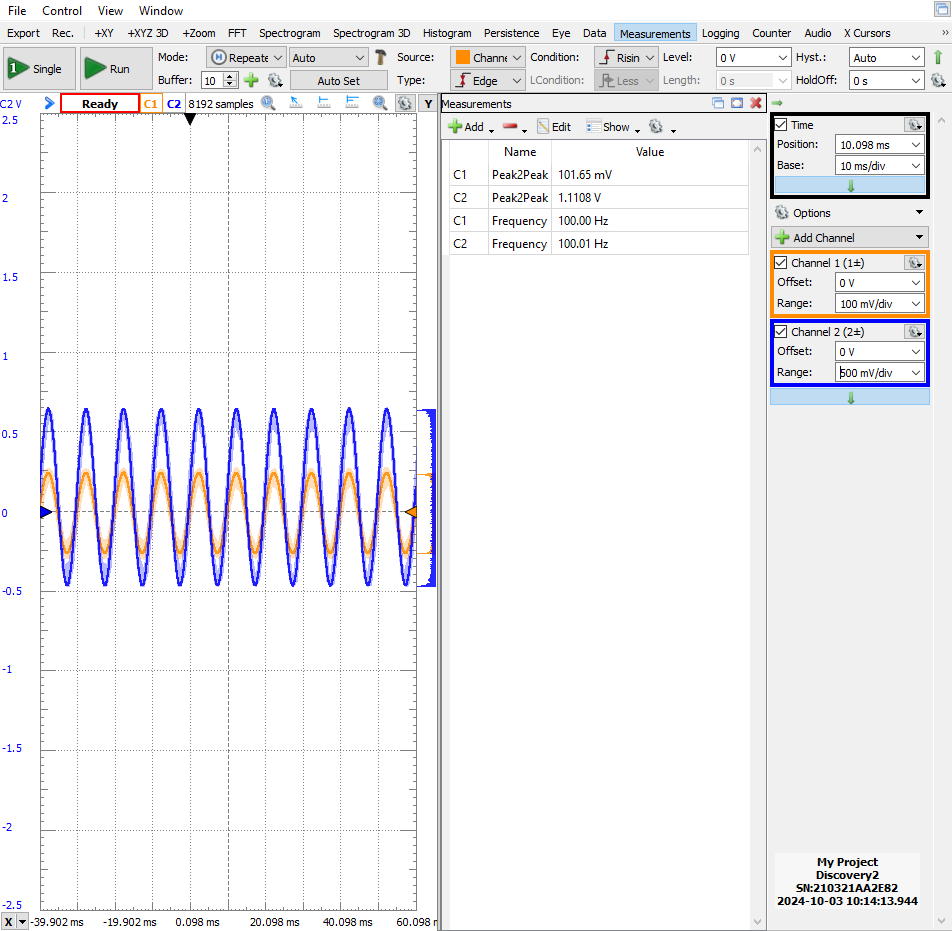 File Control View Window
Export Rec. +XY +XYZ 3D +Zoom FFT Spectrogram Spectrogram 3D Histogram Persistence Eye Data Measurements Logging Counter Audio X Cursors »
1 Single Run Mode: Repeate Auto Source: Channe Condition: Risin Level: 0 V Hyst.: Auto
Buffer: 10 Auto Set Type: Edge LCondition: Less Length: 0 s HoldOff: 0 s
C2 V Ready C1 C2 8192 samples Y
2.5
2
1.5
1
0.5
0
-0.5
-1
-1.5
-2
-2.5
X -39.902 ms -19.902 ms 0.098 ms 20.098 ms 40.098 ms 60.098 r
Measurements
Add Edit Show
Name Value
C1 Peak2Peak 101.65 mV
C2 Peak2Peak 1.1108 V
C1 Frequency 100.00 Hz
C2 Frequency 100.01 Hz
Time
Position: 10.098 ms
Base: 10 ms/div
Options
Add Channel
Channel 1 (1±)
Offset: 0 V
Range: 100 mV/div
Channel 2 (2±)
Offset: 0 V
Range: 500 mV/div
My Project
Discovery2
SN:210321AA2E82
2024-10-03 10:14:13.944